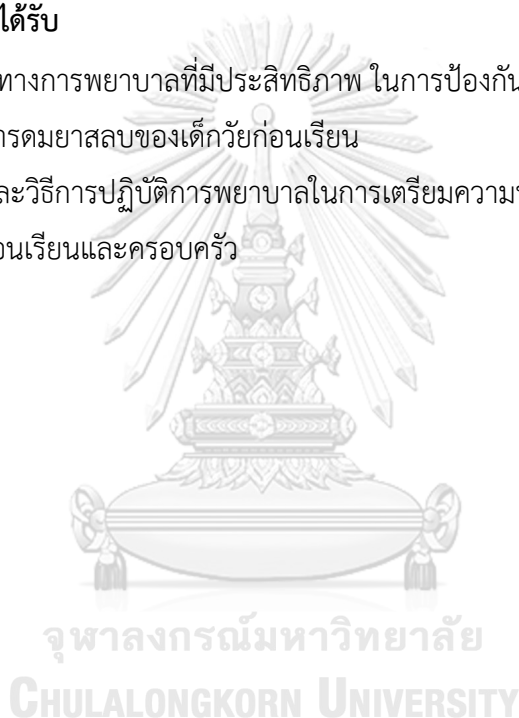 ได้รับ
ทางการพยาบาลที่มีประสิทธิภาพ ในการป้องกัน
ารดมยาสลบของเด็กวัยก่อนเรียน
ละวิธีการปฏิบัติการพยาบาลในการเตรียมความ
อนเรียนและครอบครัว
จุฬาลงกรณ์มหาวิทยาลัย
CHULALONGKORN UNIVERSITY